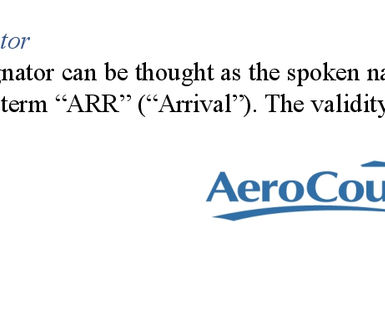 tor
gnator can be thought as the spoken na
term “ARR” (“Arrival”). The validity
AeroCou